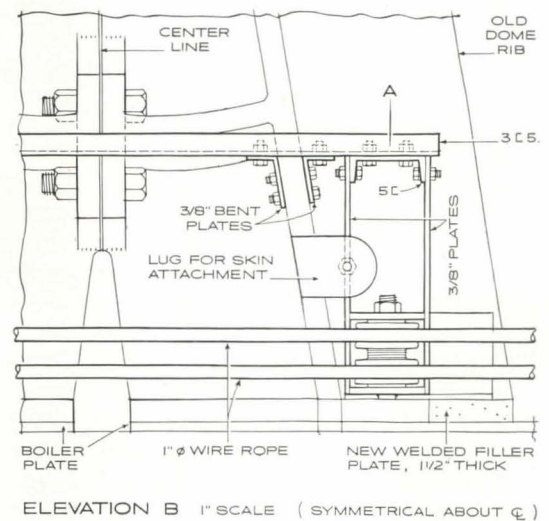 CENTER
LINE
OLD
DOME
RIB
A
3 [ 5.
5 [
3/8" BENT
PLATES
3/8" PLATES
LUG FOR SKIN
ATTACHMENT
BOILER
PLATE
1" ø WIRE ROPE
NEW WELDED FILLER
PLATE, 1 1/2" THICK
ELEVATION B 1" SCALE ( SYMMETRICAL ABOUT ℄ )